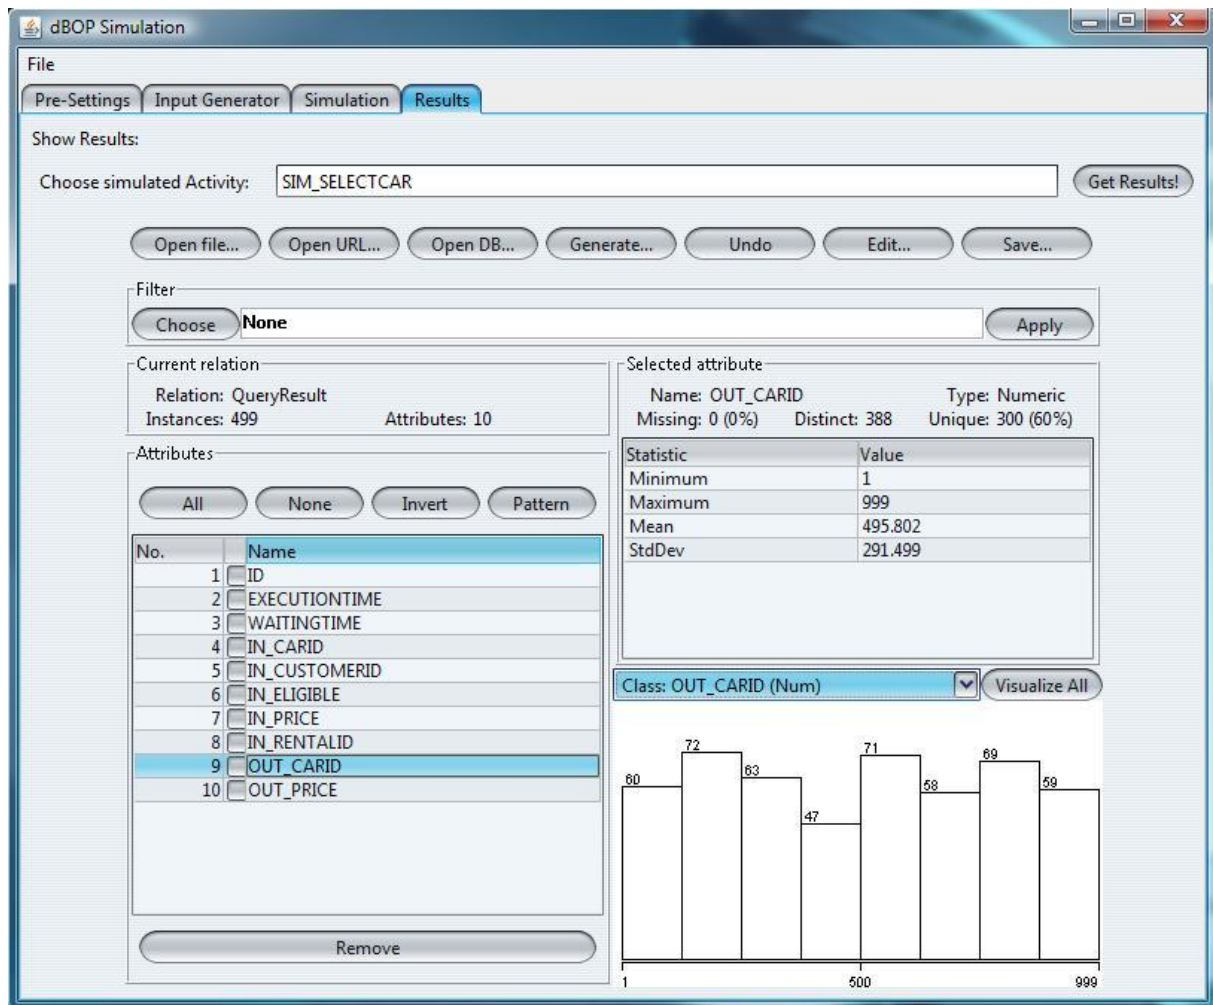 dBOP Simulation
File
Pre-Settings Input Generator Simulation Results
Show Results:
Choose simulated Activity: SIM_SELECTCAR Get Results!
Open file... Open URL... Open DB... Generate... Undo Edit... Save...
Filter
Choose None Apply
Current relation
Relation: QueryResult
Instances: 499 Attributes: 10
Selected attribute
Name: OUT_CARID Type: Numeric
Missing: 0 (0%) Distinct: 388 Unique: 300 (60%)
Attributes
All None Invert Pattern
No. Name
1 ID
2 EXECUTIONTIME
3 WAITINGTIME
4 IN_CARID
5 IN_CUSTOMERID
6 IN_ELIGIBLE
7 IN_PRICE
8 IN_RENTALID
9 OUT_CARID
10 OUT_PRICE
Remove
Statistic Value
Minimum 1
Maximum 999
Mean 495.802
StdDev 291.499
Class: OUT_CARID (Num) Visualize All
60 72 63 47 71 58 69 59
1 500 999